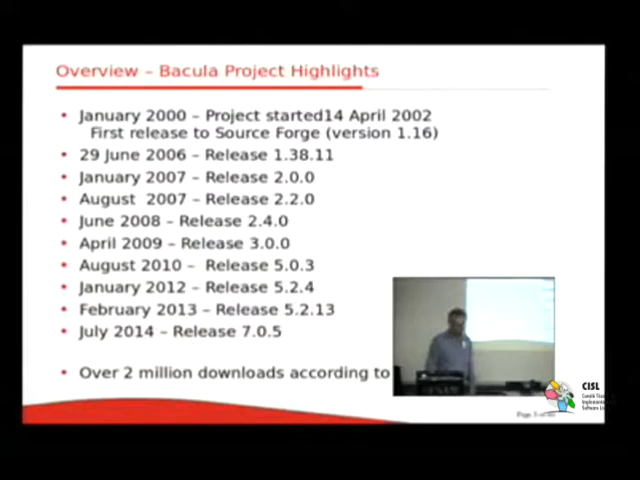 Overview – Bacula Project Highlights
January 2000 – Project started14 April 2002
First release to Source Forge (version 1.16)
29 June 2006 – Release 1.38.11
January 2007 – Release 2.0.0
August 2007 – Release 2.2.0
June 2008 – Release 2.4.0
April 2009 – Release 3.0.0
August 2010 – Release 5.0.3
January 2012 – Release 5.2.4
February 2013 – Release 5.2.13
July 2014 – Release 7.0.5
Over 2 million downloads according to
CISL
Page